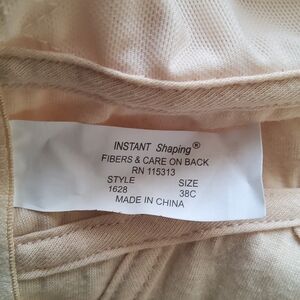 INSTANT Shaping®
FIBERS & CARE ON BACK
RN 115313
STYLE SIZE
1628 38C
MADE IN CHINA